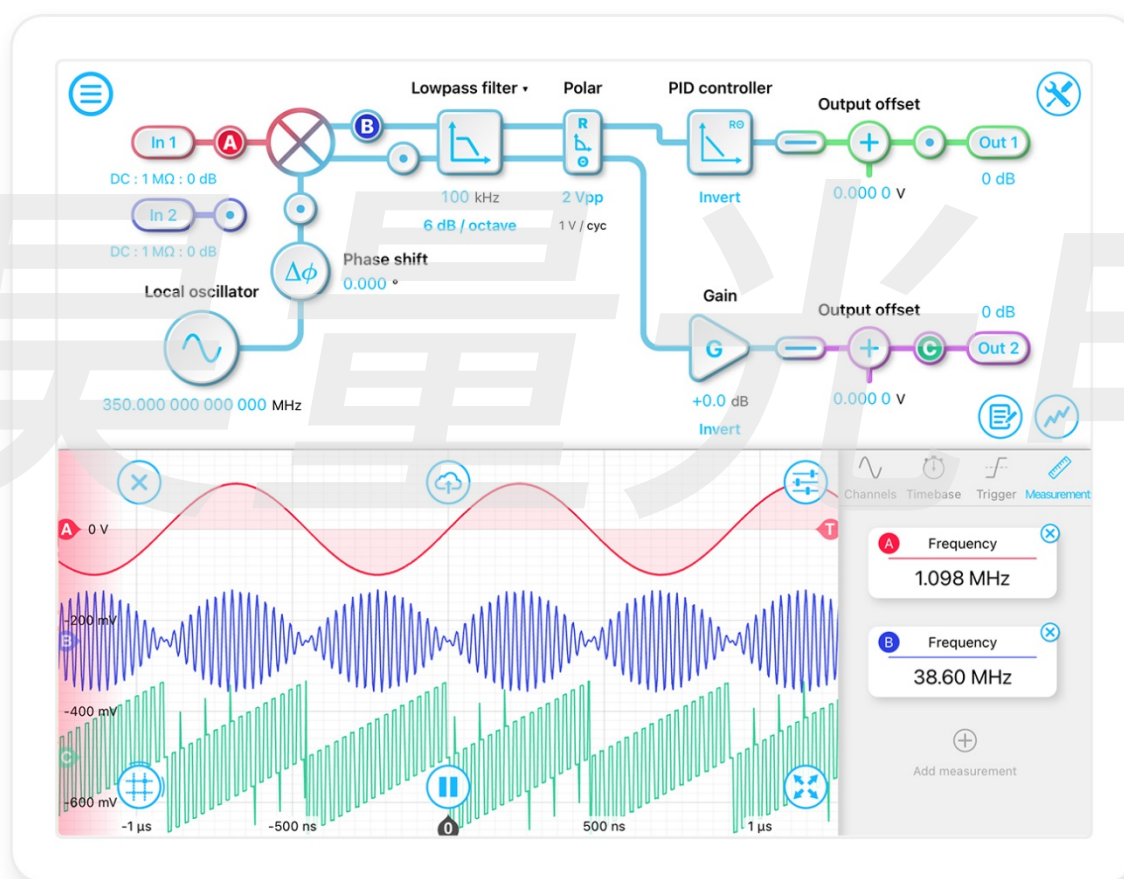 Lowpass filter ▾
Polar
PID controller
Output offset
In 1
A
B
R
Θ
RΘ
Out 1
DC : 1 MΩ : 0 dB
100 kHz
2 Vpp
Invert
0.000 0 V
0 dB
In 2
6 dB / octave
1 V / cyc
DC : 1 MΩ : 0 dB
Δϕ
Phase shift
0.000 °
Local oscillator
Gain
Output offset
0 dB
G
C
Out 2
350.000 000 000 000 MHz
+0.0 dB
0.000 0 V
Invert
Channels
Timebase
Trigger
Measurement
A
0 V
T
A
Frequency
1.098 MHz
-200 mV
B
B
Frequency
38.60 MHz
-400 mV
C
Add measurement
-600 mV
-1 µs
-500 ns
0
500 ns
1 µs
量光